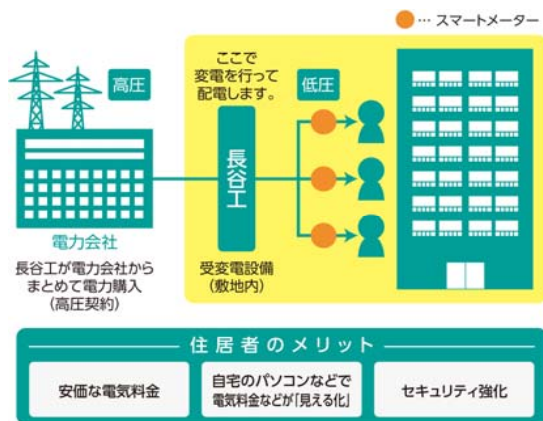 … スマートメーター
高圧
ここで
変電を行って
配電します。
低圧
長谷工
電力会社
長谷工が電力会社から
まとめて電力購入
（高圧契約）
受変電設備
（敷地内）
住居者のメリット
安価な電気料金
自宅のパソコンなどで
電気料金などが「見える化」
セキュリティ強化